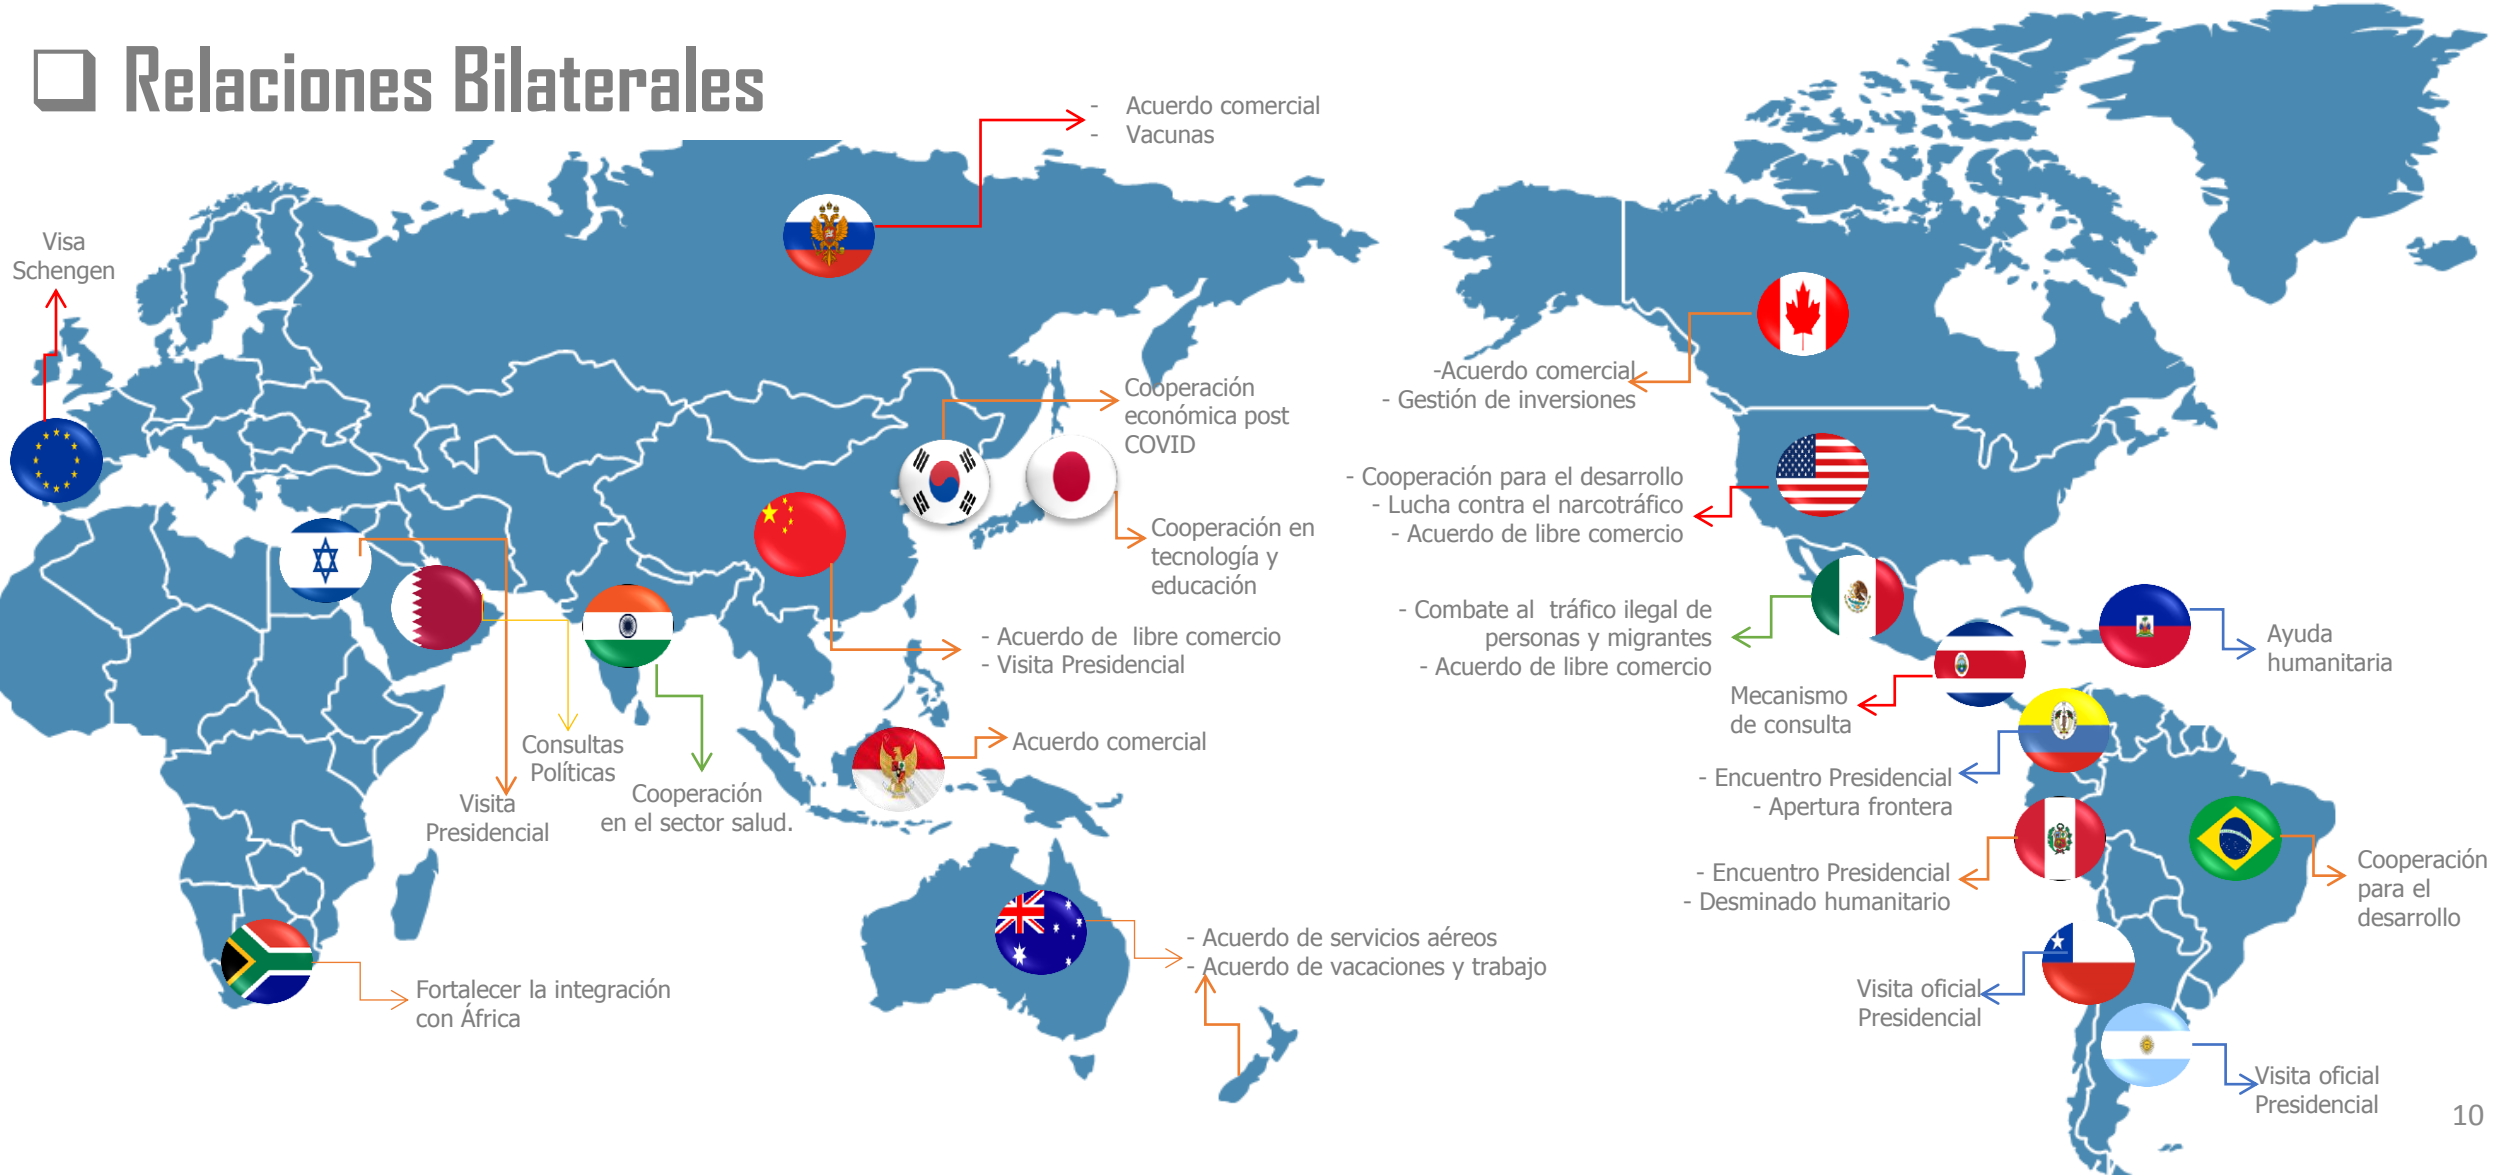 Relaciones Bilaterales
- Acuerdo comercial
- Vacunas
Visa
Schengen
Cooperación
económica post
COVID
Cooperación en
tecnología y
educación
- Acuerdo de libre comercio
- Visita Presidencial
Consultas
Políticas
Visita
Presidencial
Cooperación
en el sector salud.
Acuerdo comercial
Fortalecer la integración
con África
- Acuerdo de servicios aéreos
- Acuerdo de vacaciones y trabajo
-Acuerdo comercial
- Gestión de inversiones
- Cooperación para el desarrollo
- Lucha contra el narcotráfico
- Acuerdo de libre comercio
- Combate al tráfico ilegal de
personas y migrantes
- Acuerdo de libre comercio
Ayuda
humanitaria
Mecanismo
de consulta
- Encuentro Presidencial
- Apertura frontera
- Encuentro Presidencial
- Desminado humanitario
Cooperación
para el
desarrollo
Visita oficial
Presidencial
Visita oficial
Presidencial
10